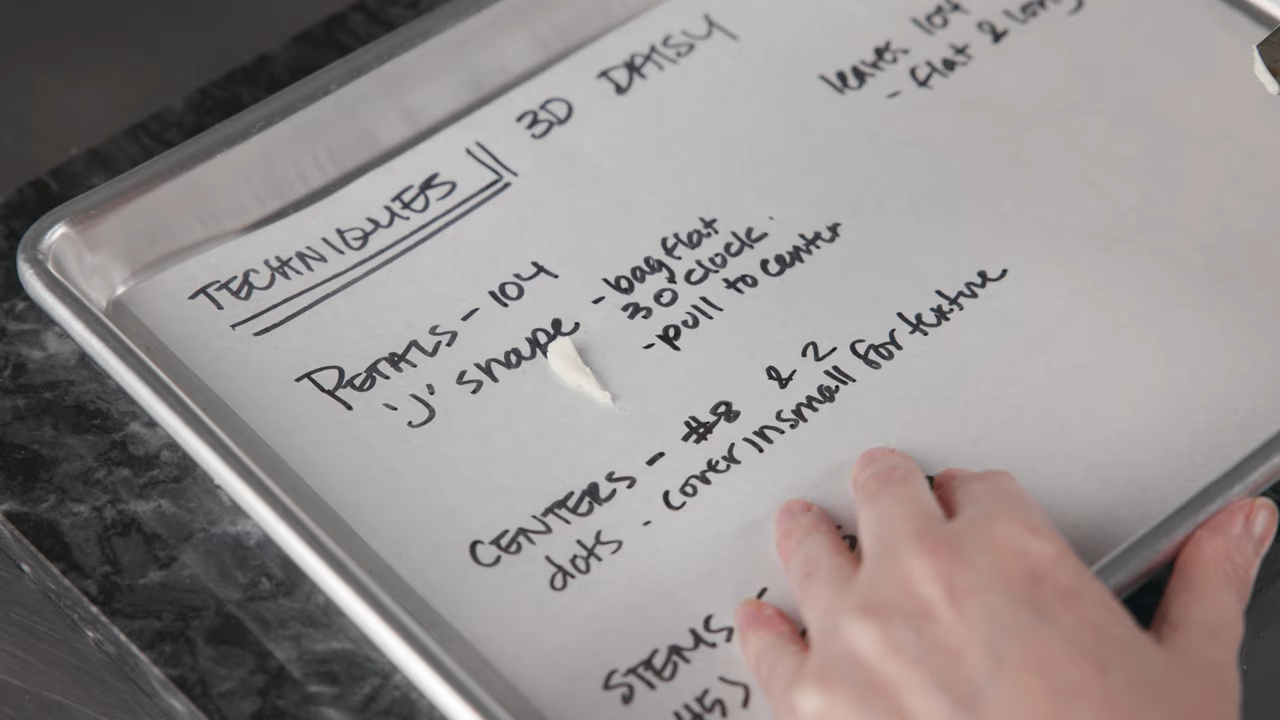 TECHNIQUES || 3D DAISY
PETALS - 104
'J' shape
- bag flat
30'clock
- pull to center
CENTERS - #8 & 2
dots - cover in small for texture
STEMS -
leaves 104
- flat & long